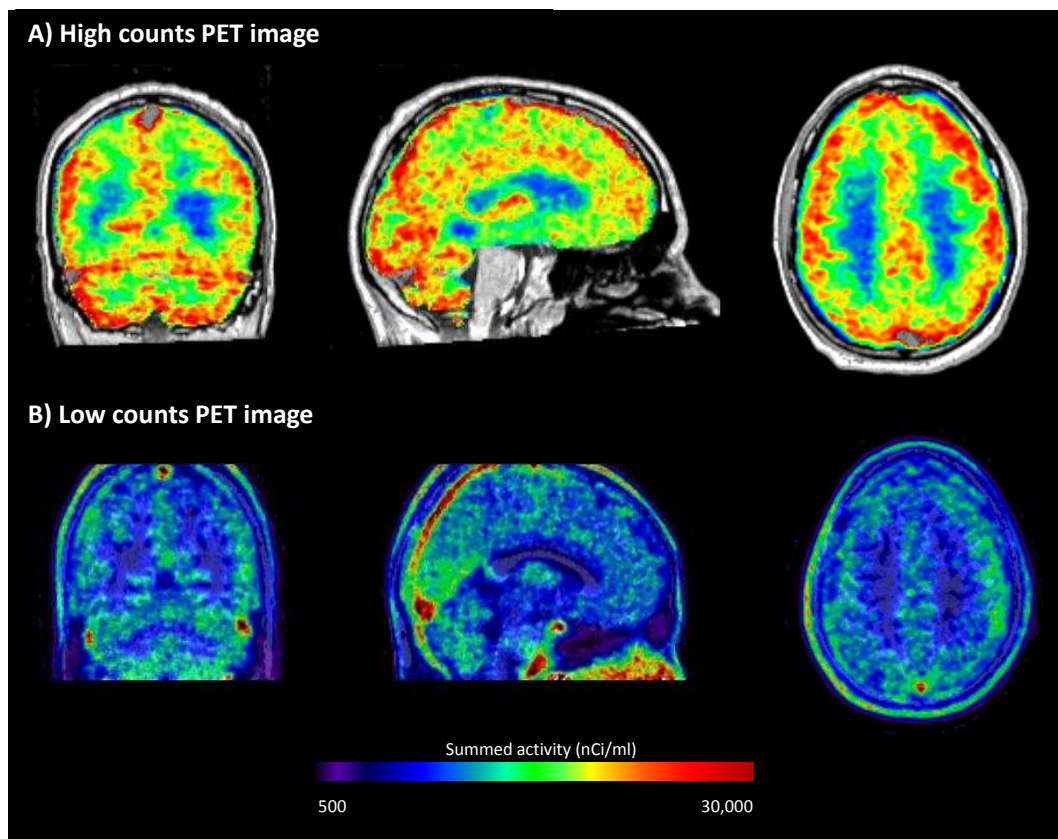 A) High counts PET image
B) Low counts PET image
Summed activity (nCi/ml)
500 30,000